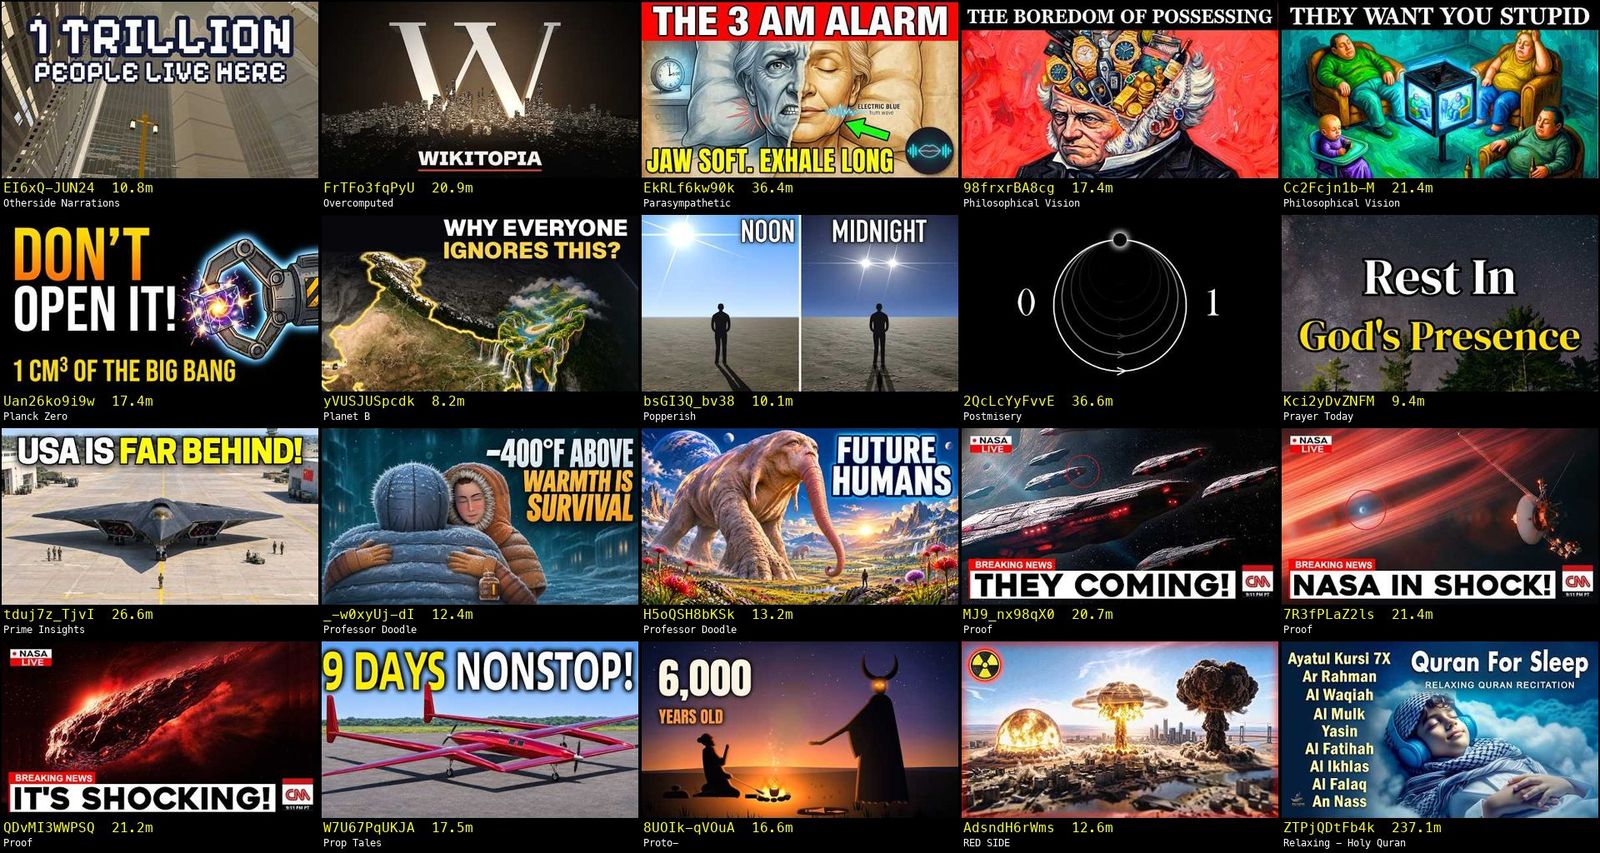 1 TRILLION
PEOPLE LIVE HERE
EI6xQ-JUN24 10.8m
Otherside Narrations
W
WIKITOPIA
FrTFo3fqPyU 20.9m
Overcomputed
THE 3 AM ALARM
ELECTRIC BLUE
hum wave
JAW SOFT. EXHALE LONG
EkRLf6kw90k 36.4m
Parasympathetic
THE BOREDOM OF POSSESSING
98frxrBA8cg 17.4m
Philosophical Vision
THEY WANT YOU STUPID
Cc2Fcjn1b-M 21.4m
Philosophical Vision
DON'T
OPEN IT!
1 CM³ OF THE BIG BANG
Uan26ko9i9w 17.4m
Planck Zero
WHY EVERYONE
IGNORES THIS?
yVUSJUSpcdk 8.2m
Planet B
NOON
MIDNIGHT
bsGI3Q_bv38 10.1m
Popperish
0 1
2QcLcYyFvvE 36.6m
Postmisery
Rest In
God's Presence
Kci2yDvZNFM 9.4m
Prayer Today
USA IS FAR BEHIND!
tduj7z_TjvI 26.6m
Prime Insights
-400°F ABOVE
WARMTH IS
SURVIVAL
_-w0xyUj-dI 12.4m
Professor Doodle
FUTURE
HUMANS
H5oQSH8bKSk 13.2m
Professor Doodle
NASA
LIVE
BREAKING NEWS
THEY COMING!
MJ9_nx98qX0 20.7m
Proof
NASA
LIVE
BREAKING NEWS
NASA IN SHOCK!
7R3fPLaZ2ls 21.4m
Proof
NASA
LIVE
BREAKING NEWS
IT'S SHOCKING!
QDvMI3WWPSQ 21.2m
Proof
9 DAYS NONSTOP!
W7U67PqUKJA 17.5m
Prop Tales
6,000
YEARS OLD
8UOIk-qVOuA 16.6m
Proto-
AdsndH6rWms 12.6m
RED SIDE
Ayatul Kursi 7X
Ar Rahman
Al Waqiah
Al Mulk
Yasin
Al Fatihah
Al Ikhlas
Al Falaq
An Nass
Quran For Sleep
RELAXING QURAN RECITATION
ZTPjQDtFb4k 237.1m
Relaxing - Holy Quran